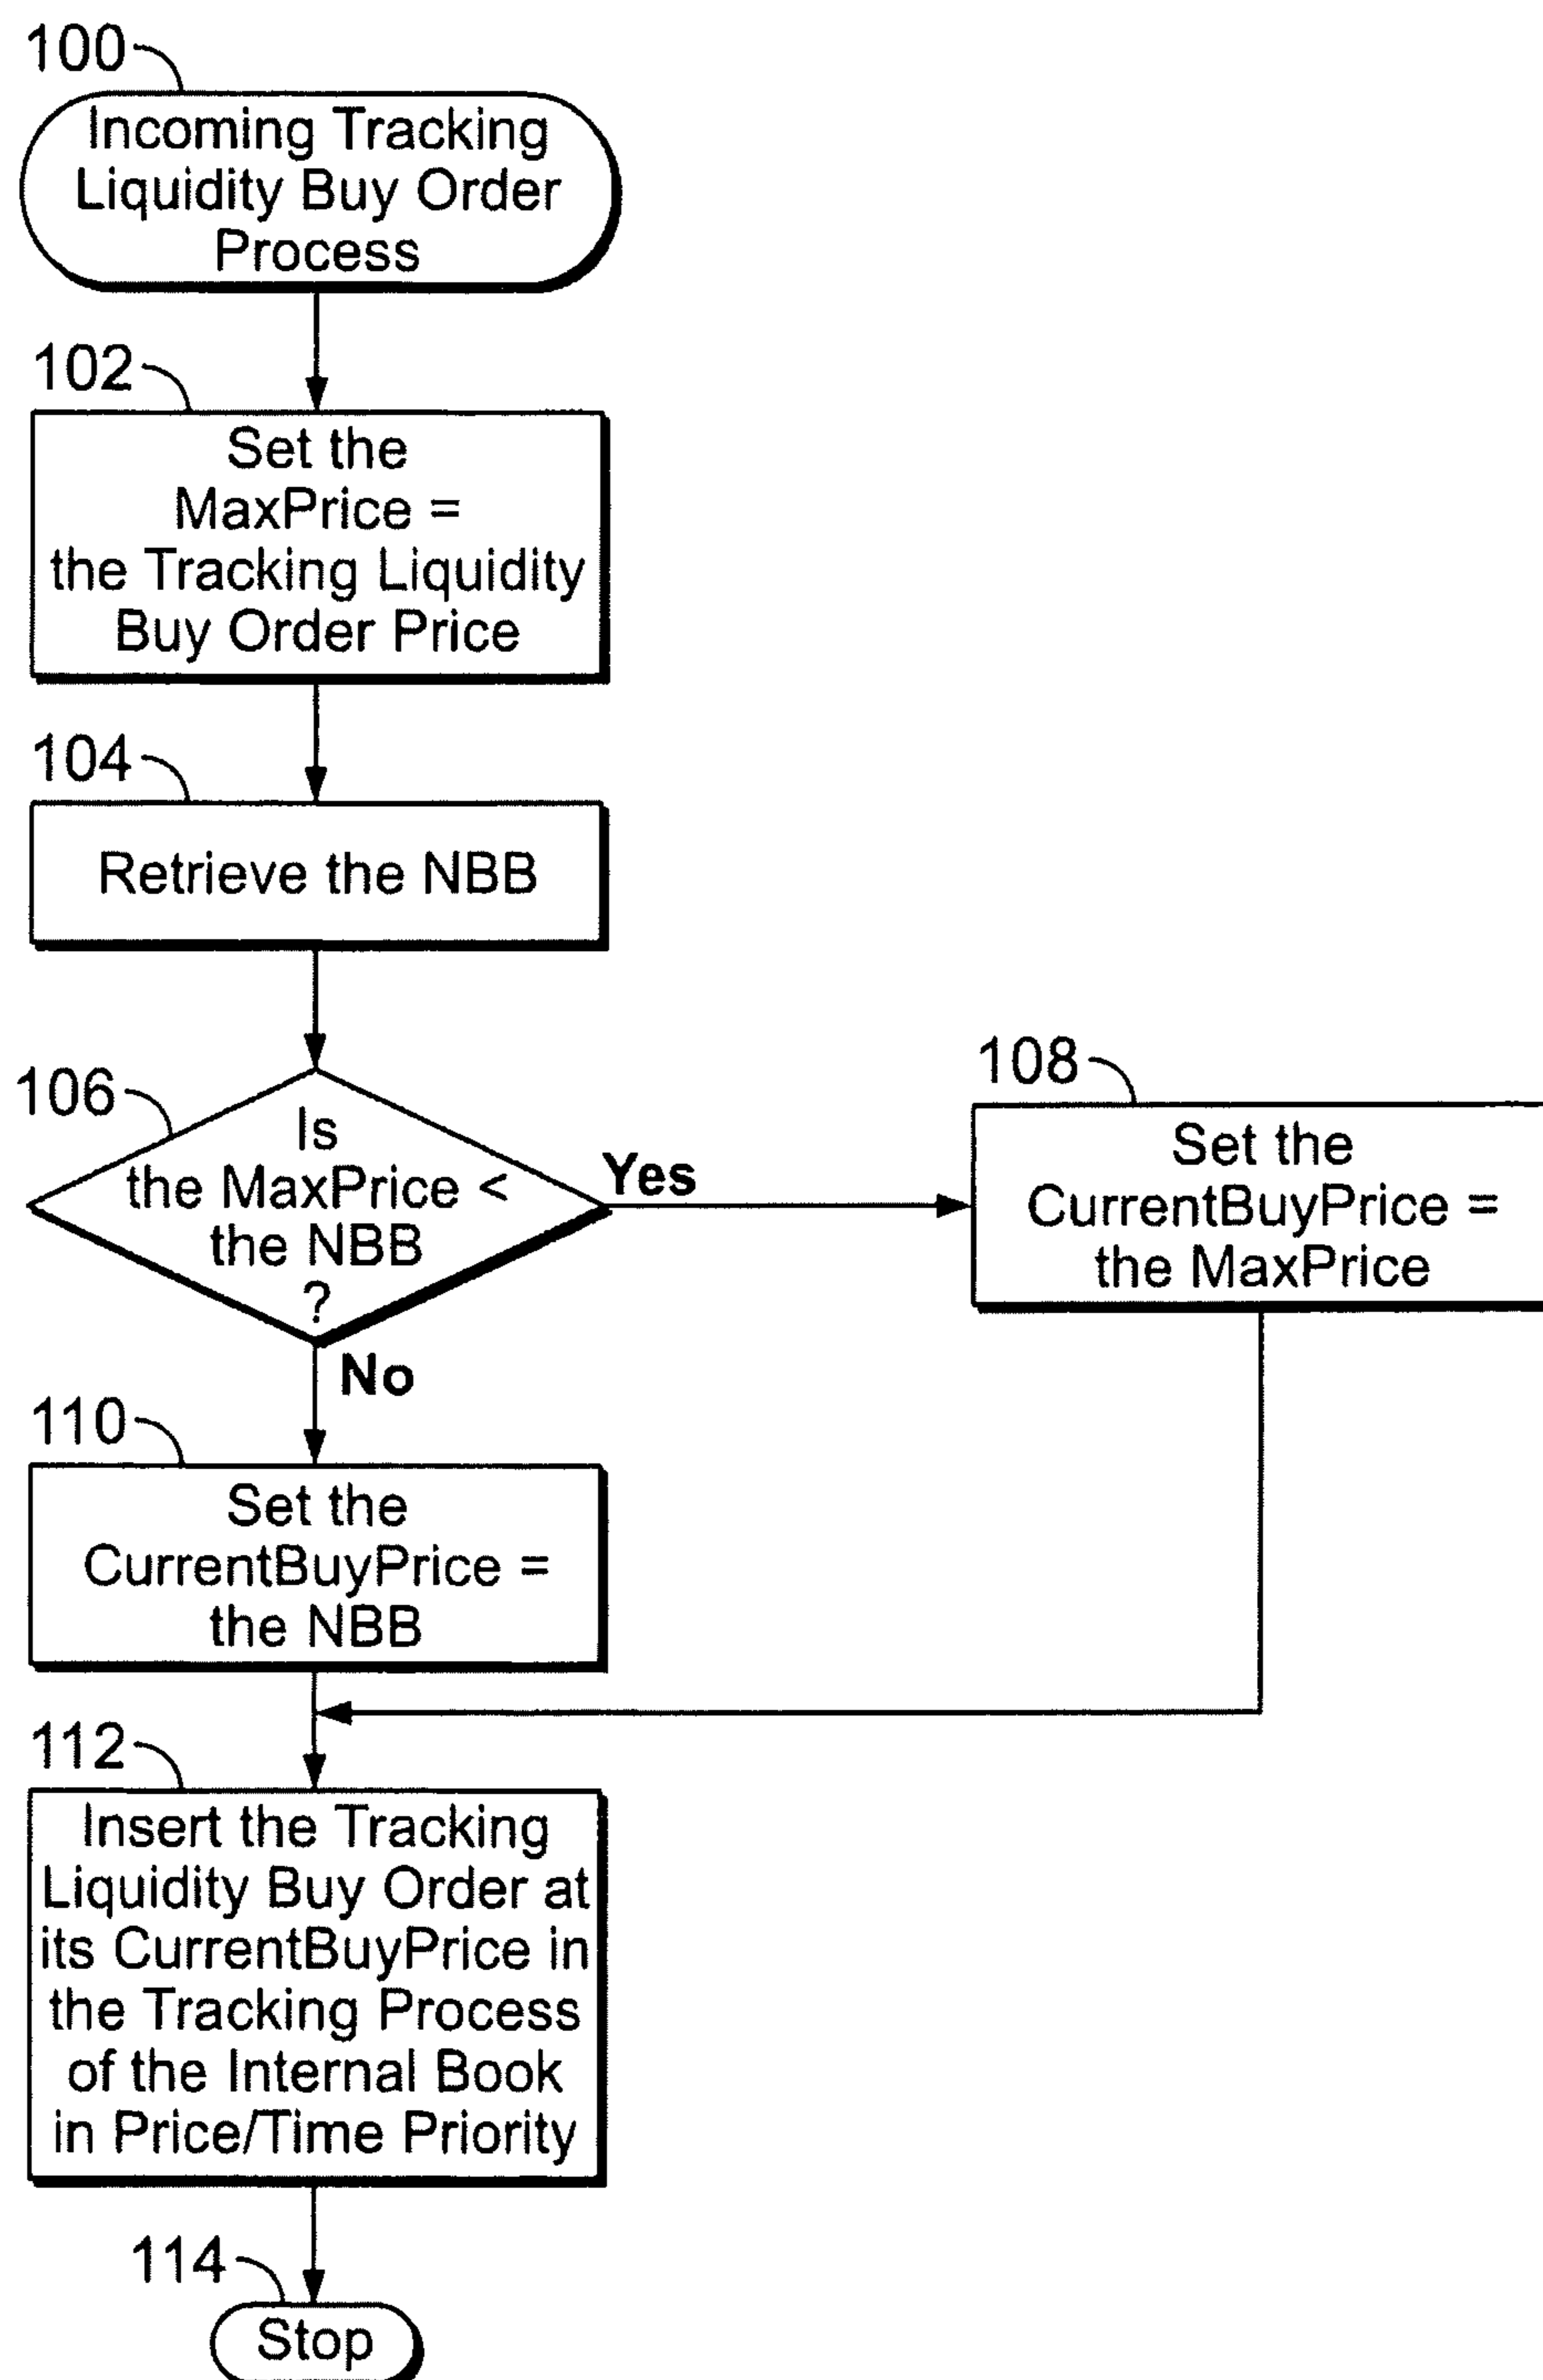 100
Incoming Tracking
Liquidity Buy Order
Process
102
Set the
MaxPrice =
the Tracking Liquidity
Buy Order Price
104
Retrieve the NBB
106
Is
the MaxPrice <
the NBB
?
Yes
108
Set the
CurrentBuyPrice =
the MaxPrice
No
110
Set the
CurrentBuyPrice =
the NBB
112
Insert the Tracking
Liquidity Buy Order at
its CurrentBuyPrice in
the Tracking Process
of the Internal Book
in Price/Time Priority
114
Stop